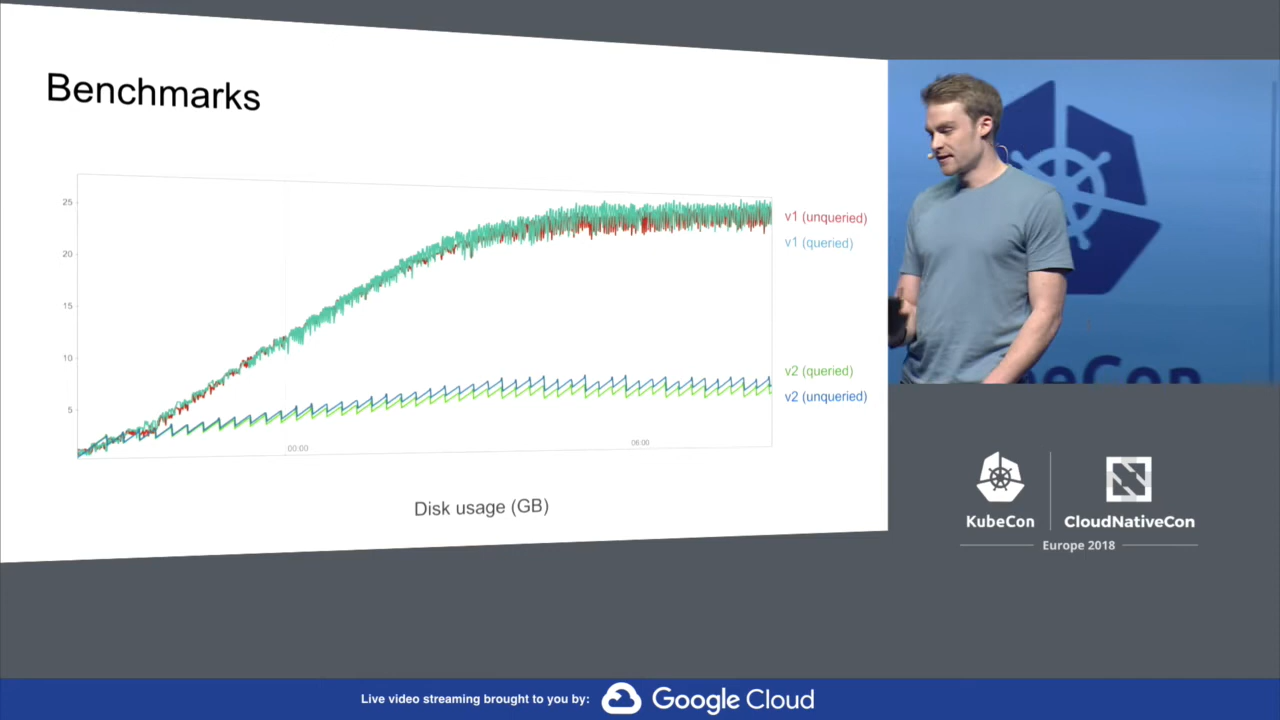 Benchmarks
25
20
15
10
5
00:00
06:00
v1 (unqueried)
v1 (queried)
v2 (queried)
v2 (unqueried)
Disk usage (GB)
eCon
KubeCon
CloudNativeCon
Europe 2018
Live video streaming brought to you by: Google Cloud